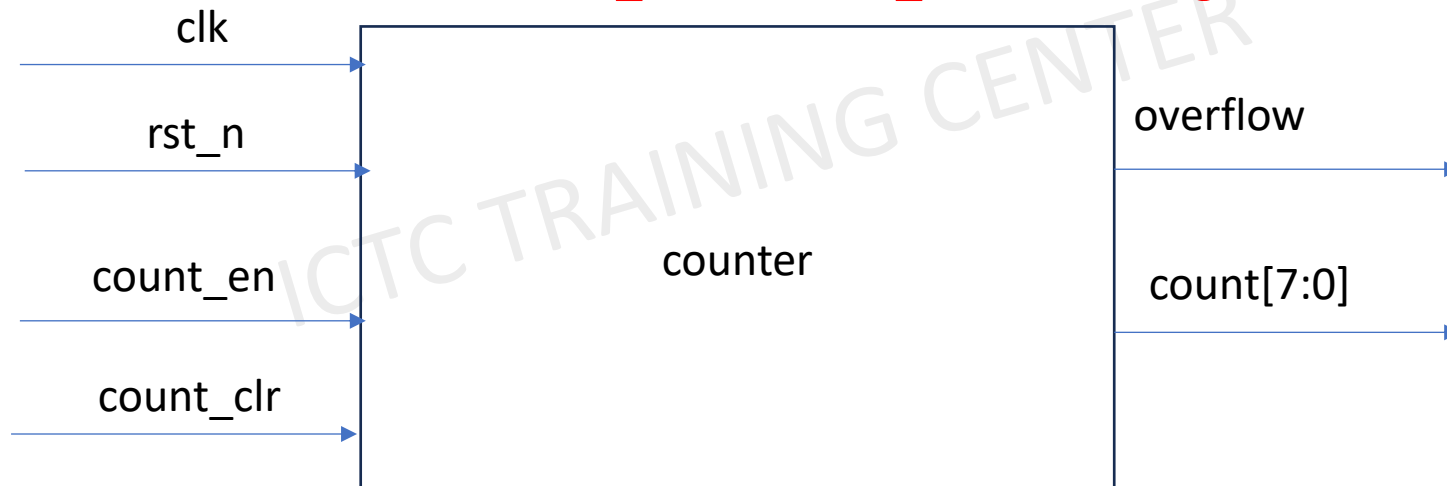 clk
rst_n
count_en
count_clr
counter
overflow
count[7:0]
ICTC TRAINING CENTER